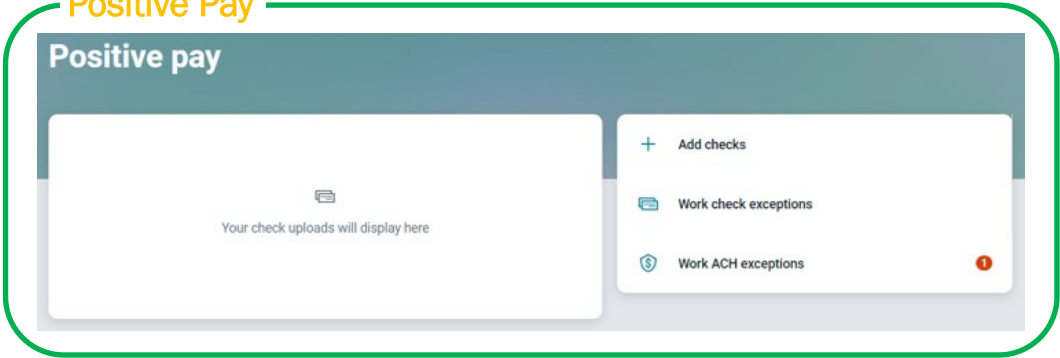 Positive Pay
Positive pay
Your check uploads will display here
Add checks
Work check exceptions
Work ACH exceptions
1